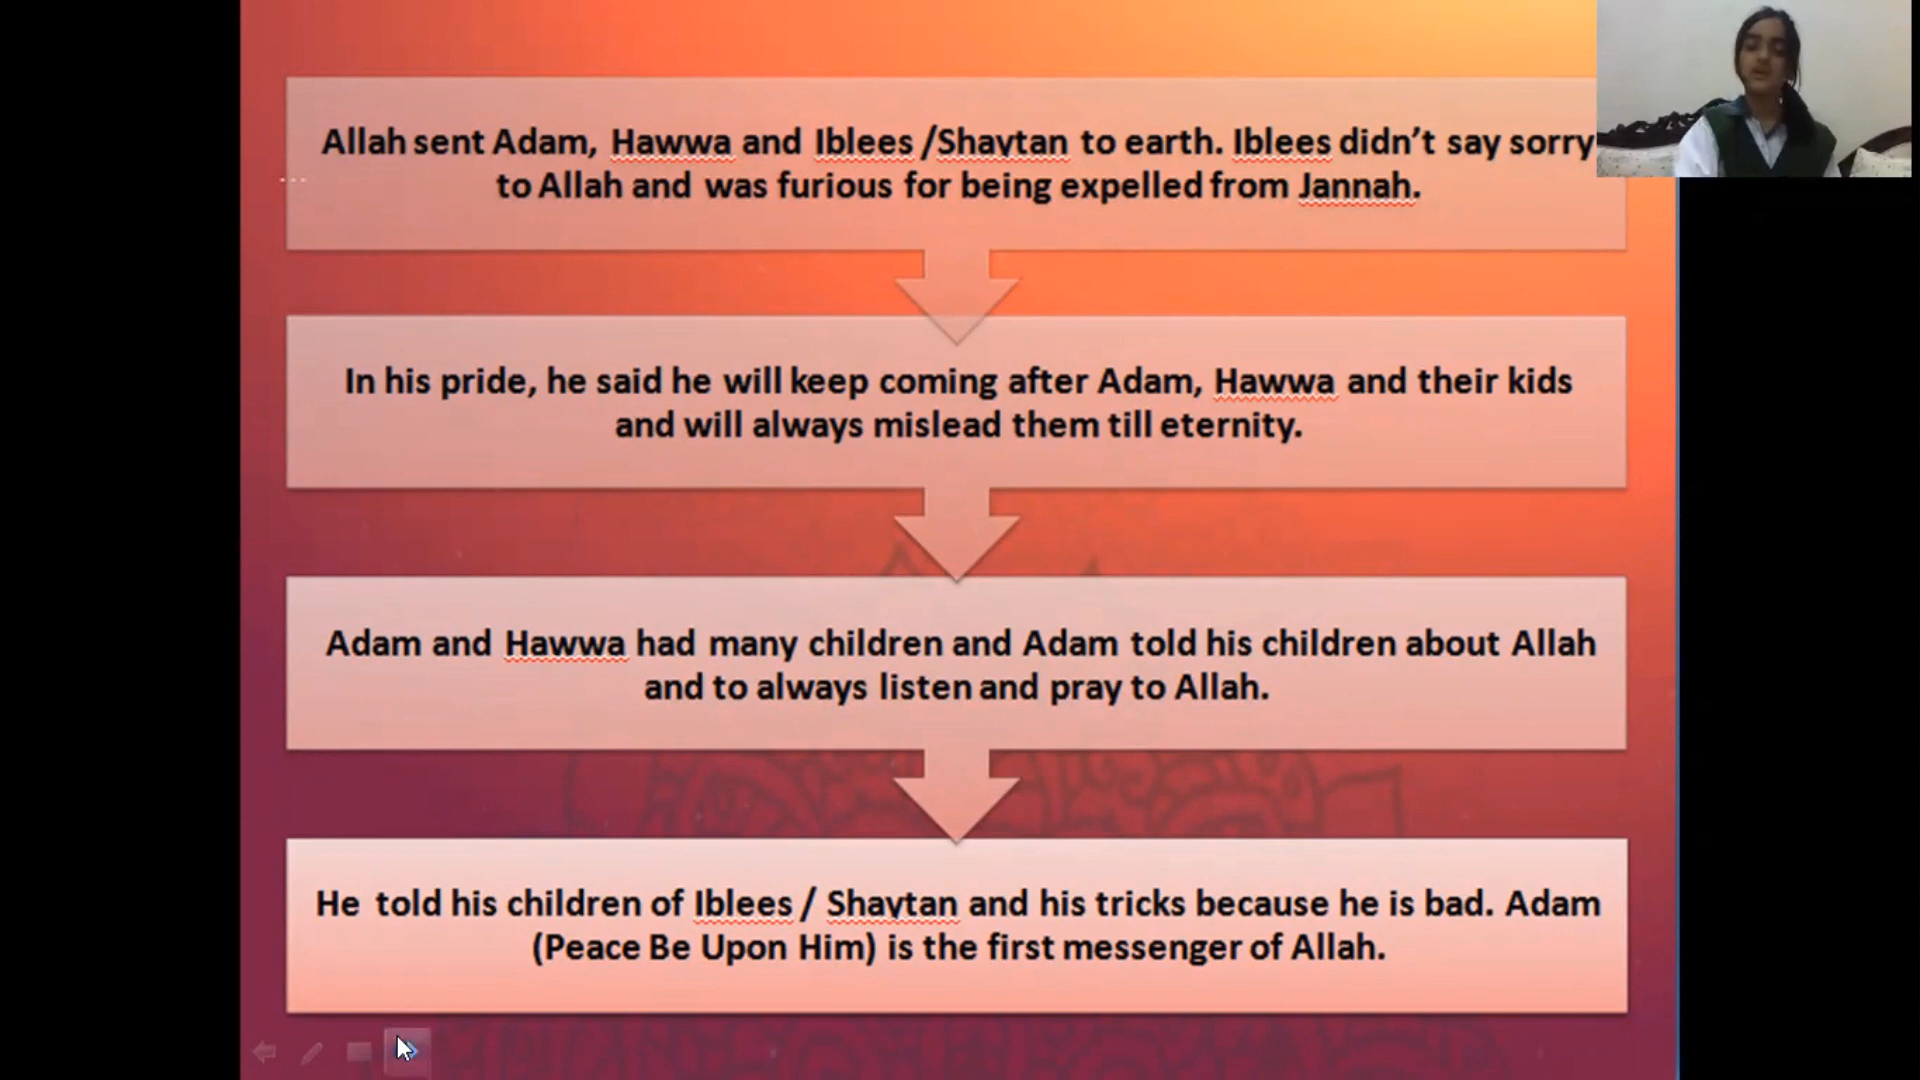 Allah sent Adam, Hawwa and Iblees /Shaytan to earth. Iblees didn’t say sorry
to Allah and was furious for being expelled from Jannah.
In his pride, he said he will keep coming after Adam, Hawwa and their kids
and will always mislead them till eternity.
Adam and Hawwa had many children and Adam told his children about Allah
and to always listen and pray to Allah.
He told his children of Iblees / Shaytan and his tricks because he is bad. Adam
(Peace Be Upon Him) is the first messenger of Allah.